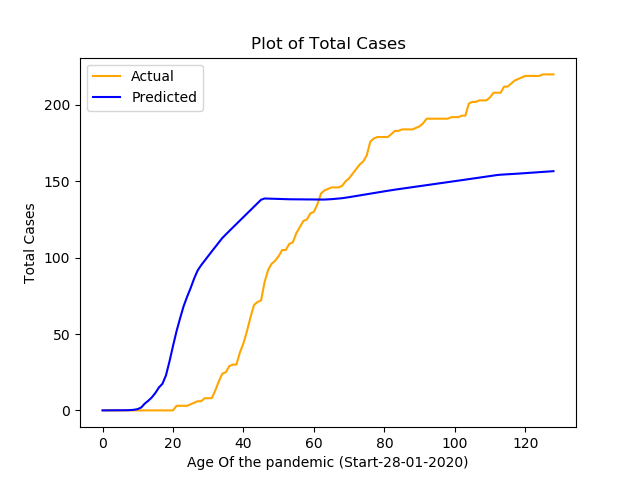 Plot of Total Cases
Actual
Predicted
200
150
100
50
0
Total Cases
0 20 40 60 80 100 120
Age Of the pandemic (Start-28-01-2020)